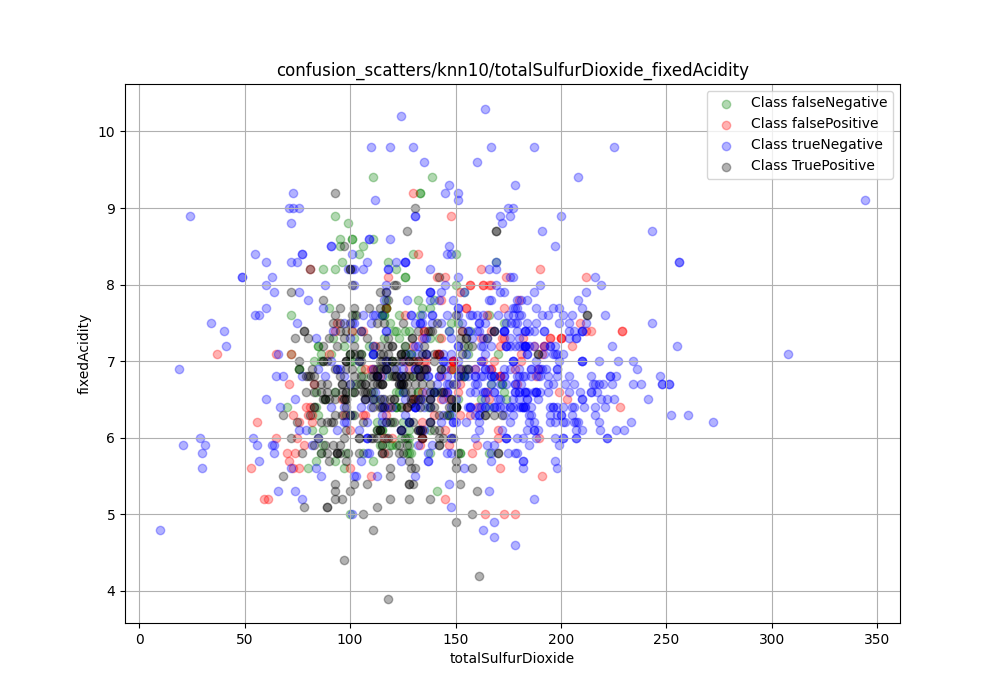 confusion_scatters/knn10/totalSulfurDioxide_fixedAcidity
Class falseNegative
Class falsePositive
Class trueNegative
Class TruePositive
10
9
8
7
6
5
4
fixedAcidity
0 50 100 150 200 250 300 350
totalSulfurDioxide